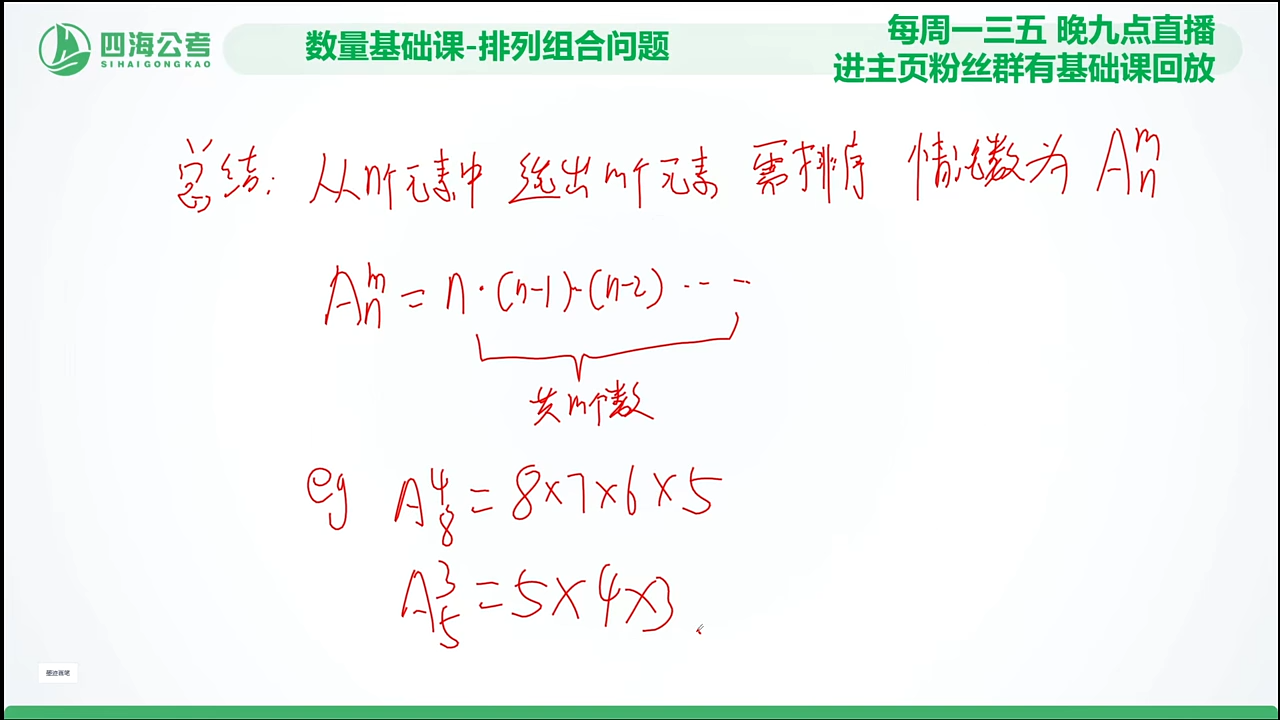 四海公考
SIHAIGONGKAO
数量基础课-排列组合问题
每周一三五 晚九点直播
进主页粉丝群有基础课回放
总结: 从n个元素中 选出m个元素 需排序 情况数为 Aₙᵐ
Aₙᵐ = n·(n-1)·(n-2) ·· ··
共m个数
eg A₈⁴ = 8×7×6×5
A₅³ = 5×4×3
墨迹画笔